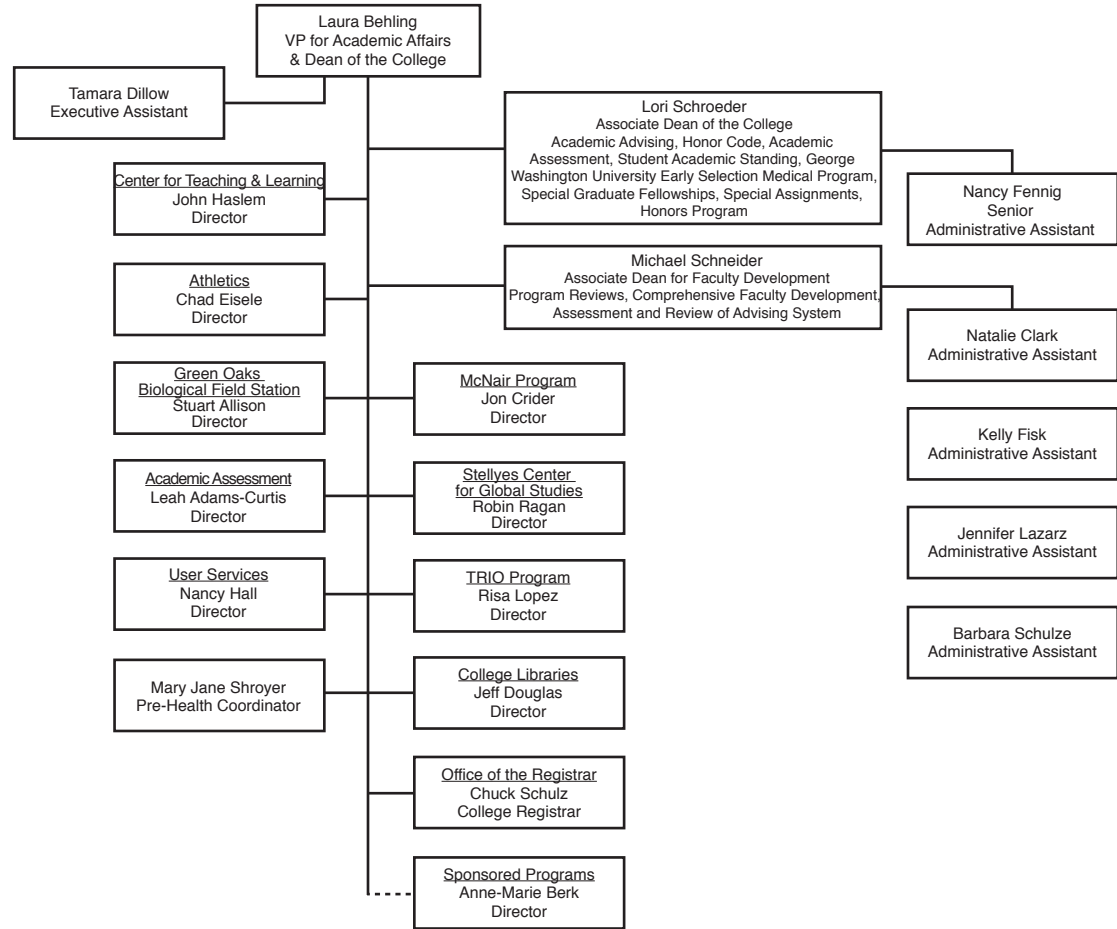 Laura Behling
VP for Academic Affairs
& Dean of the College
Tamara Dillow
Executive Assistant
Lori Schroeder
Associate Dean of the College
Academic Advising, Honor Code, Academic
Assessment, Student Academic Standing, George
Washington University Early Selection Medical Program,
Special Graduate Fellowships, Special Assignments,
Honors Program
Nancy Fennig
Senior
Administrative Assistant
Center for Teaching & Learning
John Haslem
Director
Michael Schneider
Associate Dean for Faculty Development
Program Reviews, Comprehensive Faculty Development,
Assessment and Review of Advising System
Athletics
Chad Eisele
Director
Natalie Clark
Administrative Assistant
Green Oaks
Biological Field Station
Stuart Allison
Director
McNair Program
Jon Crider
Director
Kelly Fisk
Administrative Assistant
Academic Assessment
Leah Adams-Curtis
Director
Stellyes Center
for Global Studies
Robin Ragan
Director
Jennifer Lazarz
Administrative Assistant
User Services
Nancy Hall
Director
TRIO Program
Risa Lopez
Director
Barbara Schulze
Administrative Assistant
Mary Jane Shroyer
Pre-Health Coordinator
College Libraries
Jeff Douglas
Director
Office of the Registrar
Chuck Schulz
College Registrar
Sponsored Programs
Anne-Marie Berk
Director